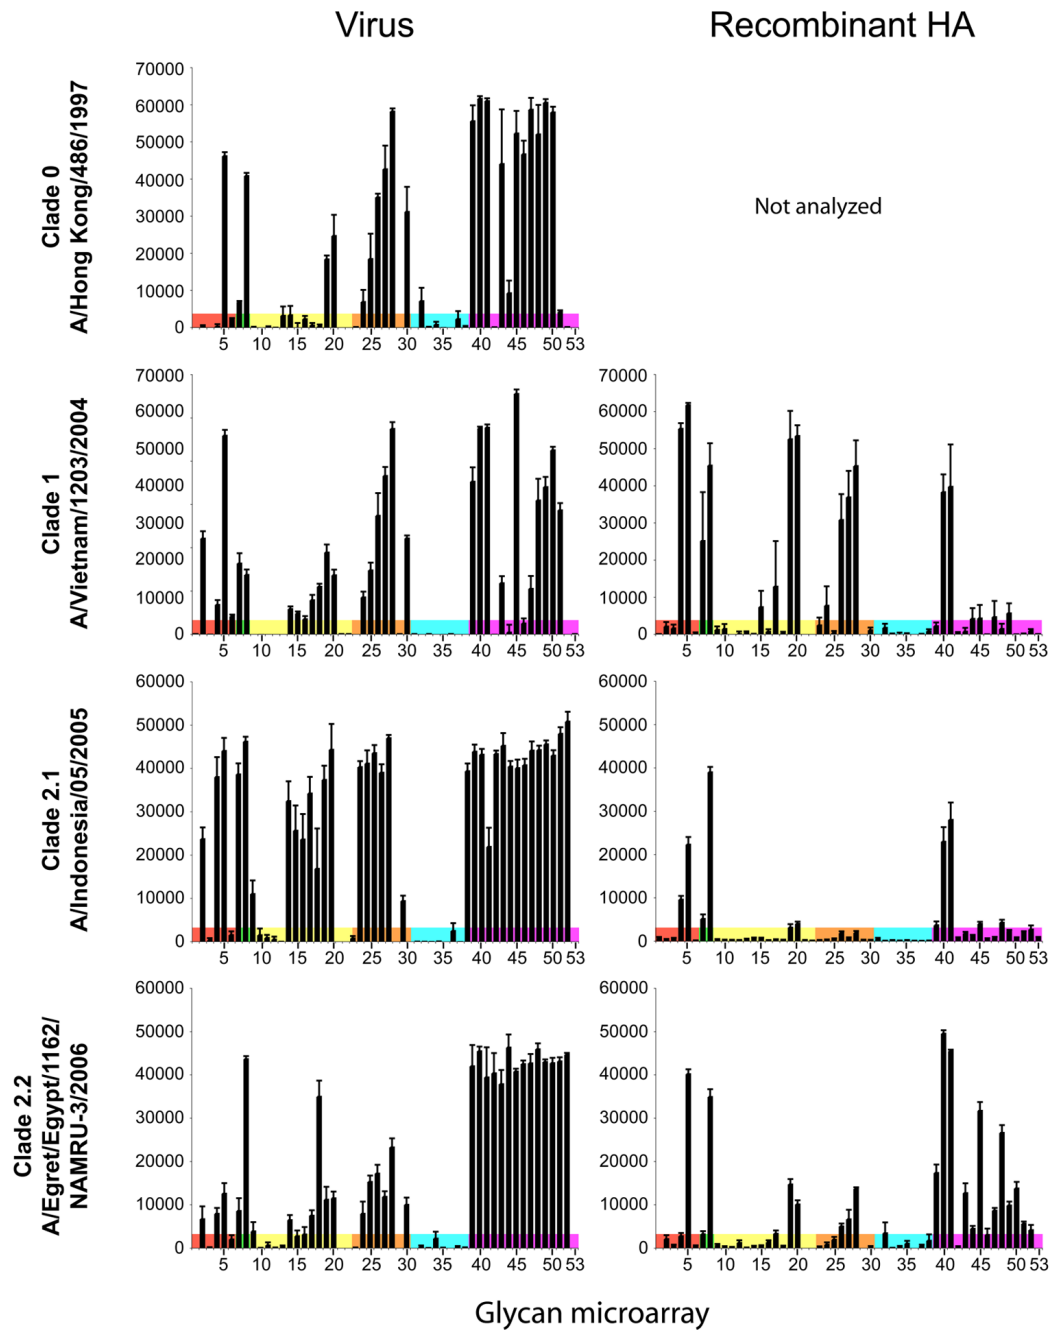 Virus
Recombinant HA
Clade 0
A/Hong Kong/486/1997
70000
60000
50000
40000
30000
20000
10000
0
5 10 15 20 25 30 35 40 45 50 53
Not analyzed
Clade 1
A/Vietnam/1203/2004
70000
60000
50000
40000
30000
20000
10000
0
5 10 15 20 25 30 35 40 45 50 53
70000
60000
50000
40000
30000
20000
10000
0
5 10 15 20 25 30 35 40 45 50 53
Clade 2.1
A/Indonesia/05/2005
60000
50000
40000
30000
20000
10000
0
5 10 15 20 25 30 35 40 45 50 53
60000
50000
40000
30000
20000
10000
0
5 10 15 20 25 30 35 40 45 50 53
Clade 2.2
A/Egret/Egypt/1162/
NAMRU-3/2006
60000
50000
40000
30000
20000
10000
0
5 10 15 20 25 30 35 40 45 50 53
60000
50000
40000
30000
20000
10000
0
5 10 15 20 25 30 35 40 45 50 53
Glycan microarray